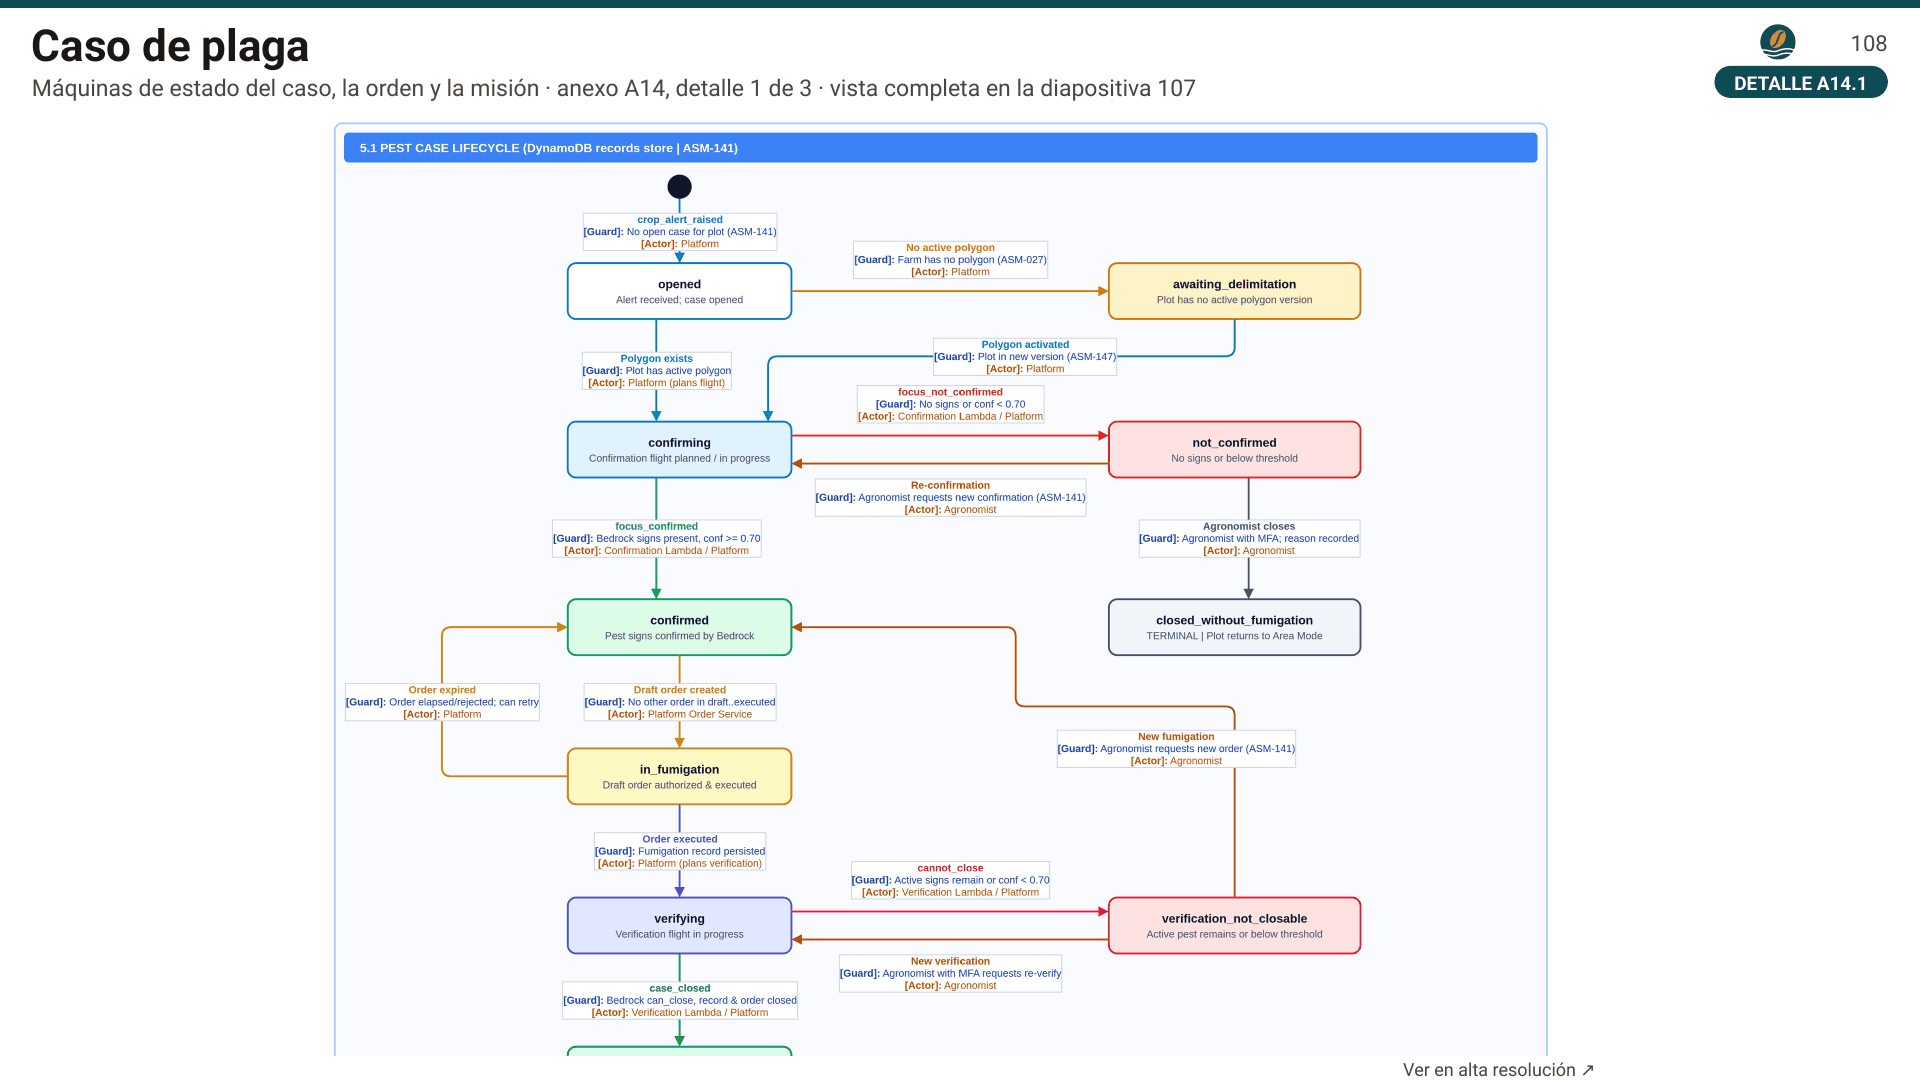 Caso de plaga
108
Máquinas de estado del caso, la orden y la misión · anexo A14, detalle 1 de 3 · vista completa en la diapositiva 107
DETALLE A14.1
5.1 PEST CASE LIFECYCLE (DynamoDB records store | ASM-141)
crop_alert_raised
[Guard]: No open case for plot (ASM-141)
[Actor]: Platform
No active polygon
[Guard]: Farm has no polygon (ASM-027)
[Actor]: Platform
opened
Alert received; case opened
awaiting_delimitation
Plot has no active polygon version
Polygon exists
[Guard]: Plot has active polygon
[Actor]: Platform (plans flight)
Polygon activated
[Guard]: Plot in new version (ASM-147)
[Actor]: Platform
focus_not_confirmed
[Guard]: No signs or conf < 0.70
[Actor]: Confirmation Lambda / Platform
confirming
Confirmation flight planned / in progress
not_confirmed
No signs or below threshold
Re-confirmation
[Guard]: Agronomist requests new confirmation (ASM-141)
[Actor]: Agronomist
focus_confirmed
[Guard]: Bedrock signs present, conf >= 0.70
[Actor]: Confirmation Lambda / Platform
Agronomist closes
[Guard]: Agronomist with MFA; reason recorded
[Actor]: Agronomist
confirmed
Pest signs confirmed by Bedrock
closed_without_fumigation
TERMINAL | Plot returns to Area Mode
Order expired
[Guard]: Order elapsed/rejected; can retry
[Actor]: Platform
Draft order created
[Guard]: No other order in draft..executed
[Actor]: Platform Order Service
New fumigation
[Guard]: Agronomist requests new order (ASM-141)
[Actor]: Agronomist
in_fumigation
Draft order authorized & executed
Order executed
[Guard]: Fumigation record persisted
[Actor]: Platform (plans verification)
cannot_close
[Guard]: Active signs remain or conf < 0.70
[Actor]: Verification Lambda / Platform
verifying
Verification flight in progress
verification_not_closable
Active pest remains or below threshold
New verification
[Guard]: Agronomist with MFA requests re-verify
[Actor]: Agronomist
case_closed
[Guard]: Bedrock can_close, record & order closed
[Actor]: Verification Lambda / Platform
Ver en alta resolución ↗